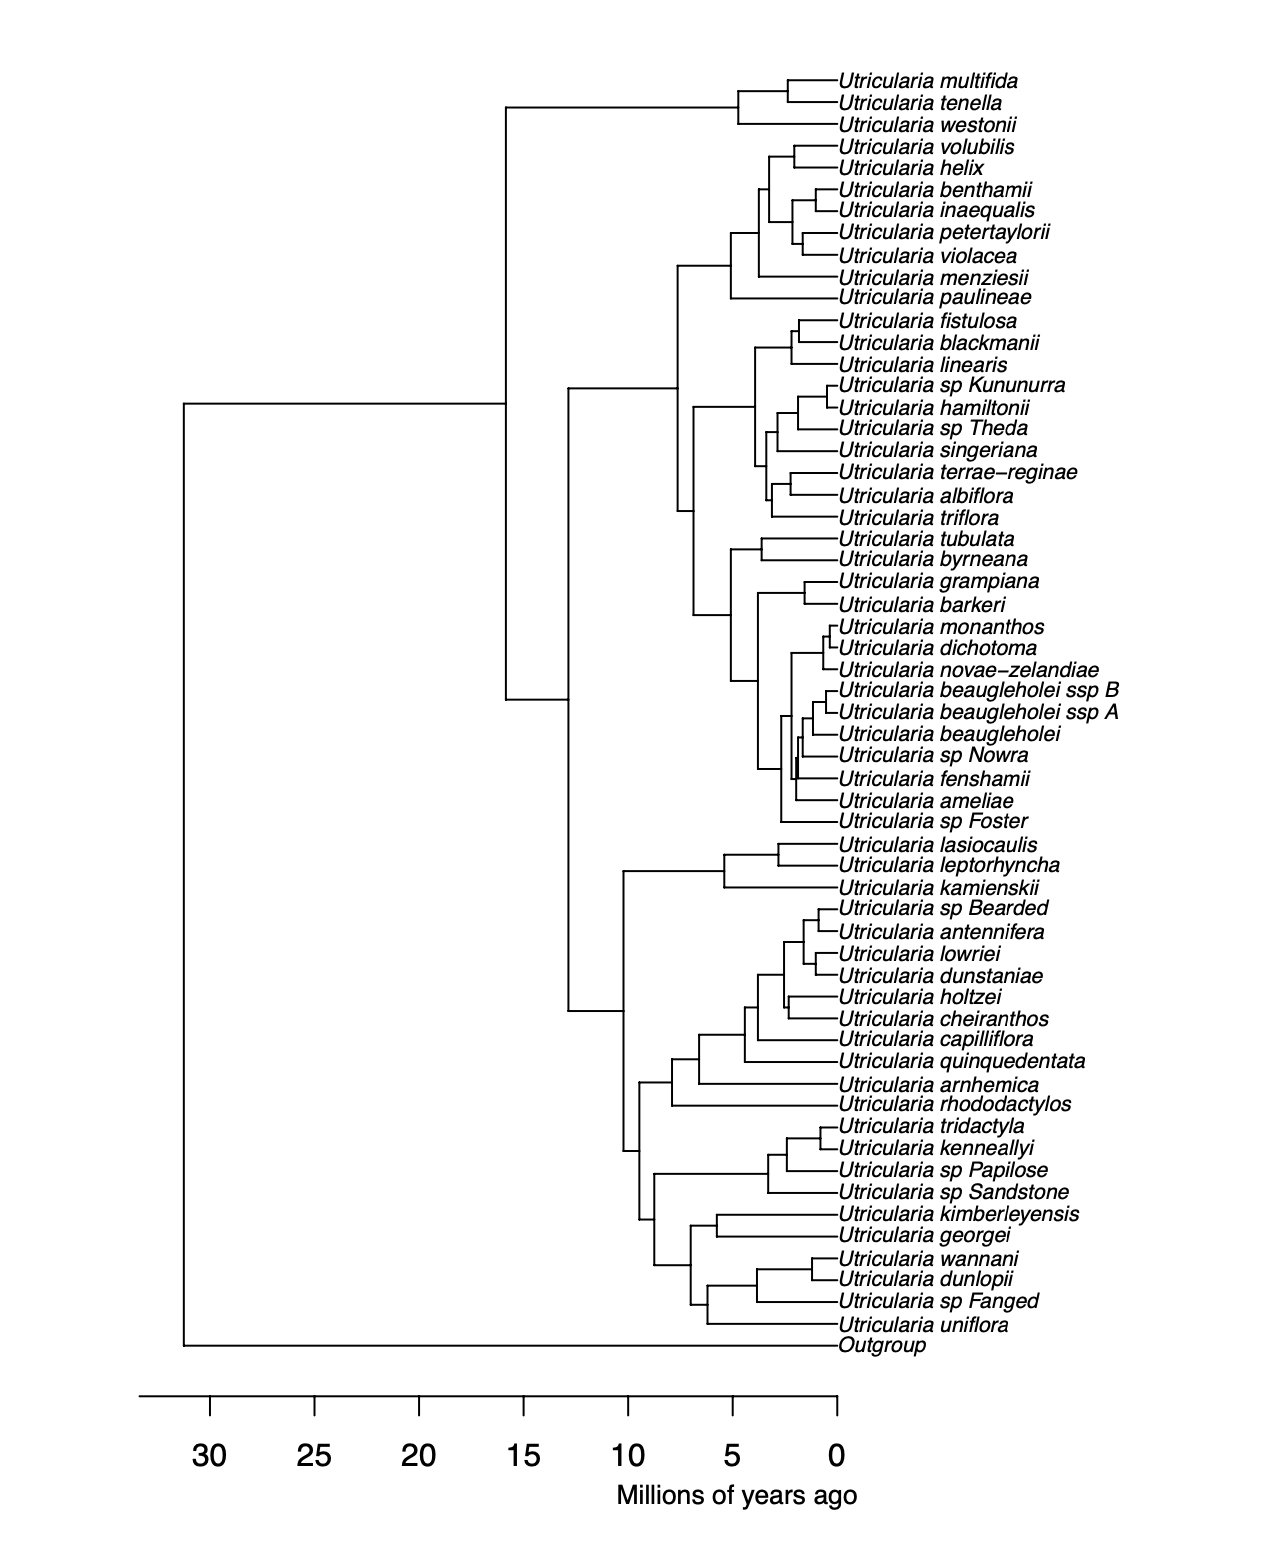 Utricularia multifida
Utricularia tenella
Utricularia westonii
Utricularia volubilis
Utricularia helix
Utricularia benthamii
Utricularia inaequalis
Utricularia petertaylorii
Utricularia violacea
Utricularia menziesii
Utricularia paulineae
Utricularia fistulosa
Utricularia blackmanii
Utricularia linearis
Utricularia sp Kununurra
Utricularia hamiltonii
Utricularia sp Theda
Utricularia singeriana
Utricularia terrae−reginae
Utricularia albiflora
Utricularia triflora
Utricularia tubulata
Utricularia byrneana
Utricularia grampiana
Utricularia barkeri
Utricularia monanthos
Utricularia dichotoma
Utricularia novae−zelandiae
Utricularia beaugleholei ssp B
Utricularia beaugleholei ssp A
Utricularia beaugleholei
Utricularia sp Nowra
Utricularia fenshamii
Utricularia ameliae
Utricularia sp Foster
Utricularia lasiocaulis
Utricularia leptorhyncha
Utricularia kamienskii
Utricularia sp Bearded
Utricularia antennifera
Utricularia lowriei
Utricularia dunstaniae
Utricularia holtzei
Utricularia cheiranthos
Utricularia capilliflora
Utricularia quinquedentata
Utricularia arnhemica
Utricularia rhododactylos
Utricularia tridactyla
Utricularia kenneallyi
Utricularia sp Papilose
Utricularia sp Sandstone
Utricularia kimberleyensis
Utricularia georgei
Utricularia wannani
Utricularia dunlopii
Utricularia sp Fanged
Utricularia uniflora
Outgroup
30 25 20 15 10 5 0
Millions of years ago